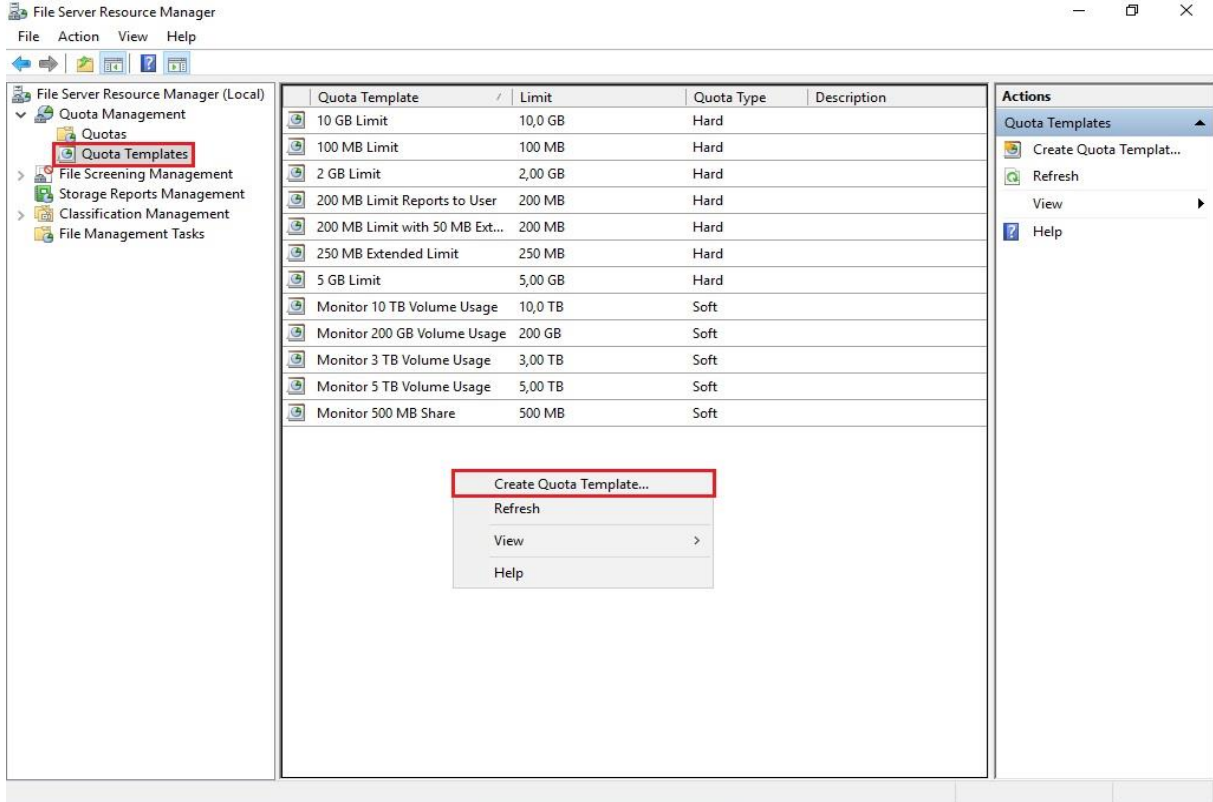 File Server Resource Manager
File Action View Help
File Server Resource Manager (Local)
Quota Management
Quotas
Quota Templates
File Screening Management
Storage Reports Management
Classification Management
File Management Tasks
Quota Template Limit Quota Type Description
10 GB Limit 10,0 GB Hard
100 MB Limit 100 MB Hard
2 GB Limit 2,00 GB Hard
200 MB Limit Reports to User 200 MB Hard
200 MB Limit with 50 MB Ext... 200 MB Hard
250 MB Extended Limit 250 MB Hard
5 GB Limit 5,00 GB Hard
Monitor 10 TB Volume Usage 10,0 TB Soft
Monitor 200 GB Volume Usage 200 GB Soft
Monitor 3 TB Volume Usage 3,00 TB Soft
Monitor 5 TB Volume Usage 5,00 TB Soft
Monitor 500 MB Share 500 MB Soft
Create Quota Template...
Refresh
View
Help
Actions
Quota Templates
Create Quota Templat...
Refresh
View
Help